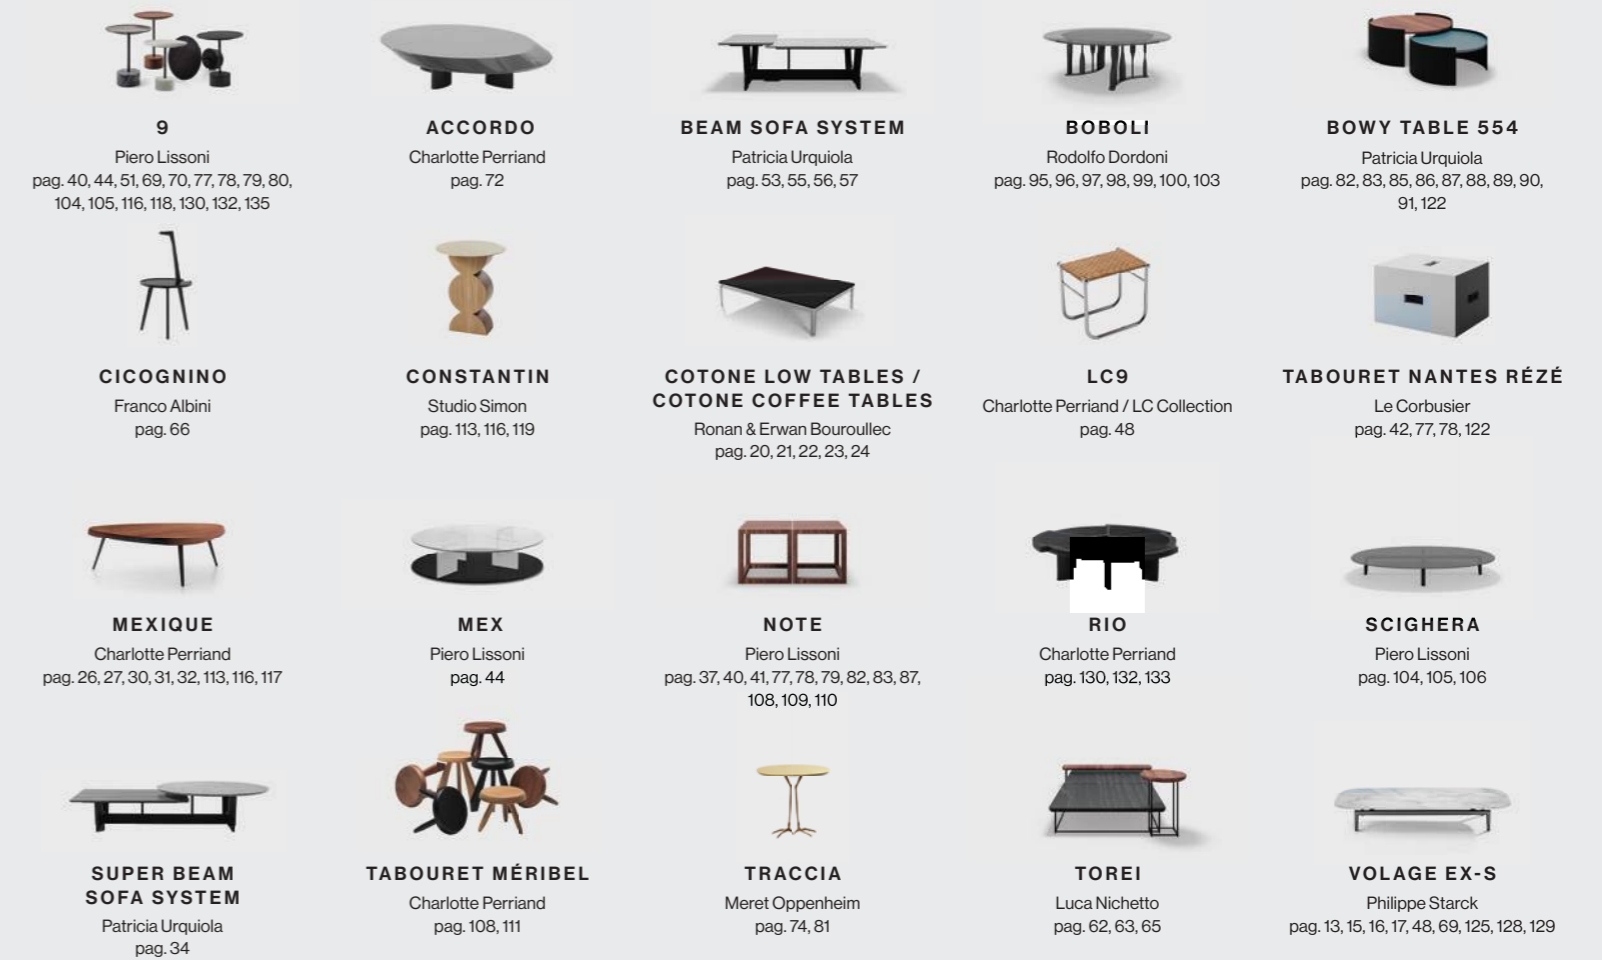 9
Piero Lissoni
pag. 40, 44, 51, 69, 70, 77, 78, 79, 80,
104, 105, 116, 118, 130, 132, 135
ACCORDO
Charlotte Perriand
pag. 72
BEAM SOFA SYSTEM
Patricia Urquiola
pag. 53, 55, 56, 57
BOBOLI
Rodolfo Dordoni
pag. 95, 96, 97, 98, 99, 100, 103
BOWY TABLE 554
Patricia Urquiola
pag. 82, 83, 85, 86, 87, 88, 89, 90,
91, 122
CICOGNINO
Franco Albini
pag. 66
CONSTANTIN
Studio Simon
pag. 113, 116, 119
COTONE LOW TABLES /
COTONE COFFEE TABLES
Ronan & Erwan Bouroullec
pag. 20, 21, 22, 23, 24
LC9
Charlotte Perriand / LC Collection
pag. 48
TABOURET NANTES RÉZÉ
Le Corbusier
pag. 42, 77, 78, 122
MEXIQUE
Charlotte Perriand
pag. 26, 27, 30, 31, 32, 113, 116, 117
MEX
Piero Lissoni
pag. 44
NOTE
Piero Lissoni
pag. 37, 40, 41, 77, 78, 79, 82, 83, 87,
108, 109, 110
RIO
Charlotte Perriand
pag. 130, 132, 133
SCIGHERA
Piero Lissoni
pag. 104, 105, 106
SUPER BEAM
SOFA SYSTEM
Patricia Urquiola
pag. 34
TABOURET MÉRIBEL
Charlotte Perriand
pag. 108, 111
TRACCIA
Meret Oppenheim
pag. 74, 81
TOREI
Luca Nichetto
pag. 62, 63, 65
VOLAGE EX-S
Philippe Starck
pag. 13, 15, 16, 17, 48, 69, 125, 128, 129